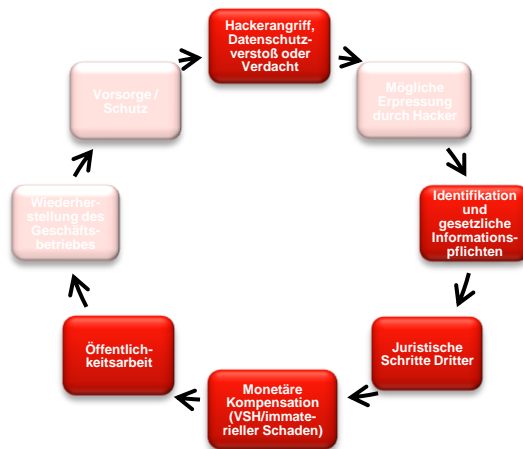 Hackerangriff,
Datenschutz-
verstoß oder
Verdacht
Mögliche
Erpressung
durch Hacker
Identifikation
und
gesetzliche
Informations-
pflichten
Juristische
Schritte Dritter
Monetäre
Kompensation
(VSH/immate-
rieller Schaden)
Öffentlich-
keitsarbeit
Wiederher-
stellung des
Geschäfts-
betriebes
Vorsorge /
Schutz